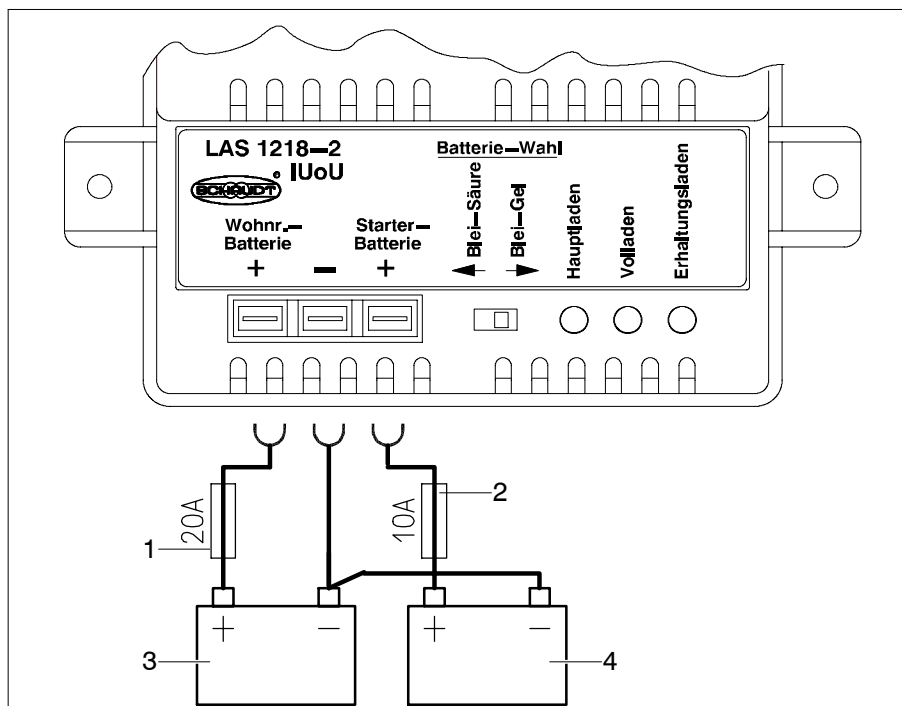 LAS 1218–2
IUoU
SCHAUDT
Batterie–Wahl
Wohnr.–
Batterie
+
–
Starter–
Batterie
+
Blei–Säure
Blei–Gel
Hauptladen
Vollladen
Erhaltungsladen
20A
10A
1
2
+ –
+ –
3
4